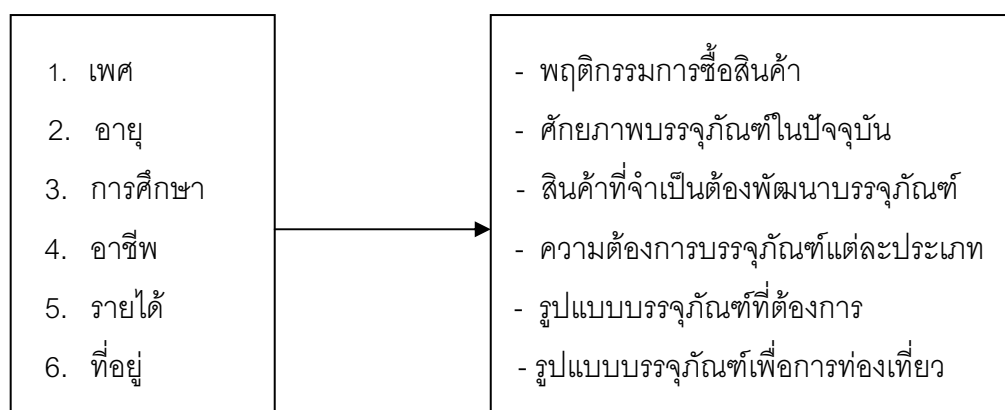 1. เพศ
2. อายุ
3. การศึกษา
4. อาชีพ
5. รายได้
6. ที่อยู่
- พฤติกรรมการซื้อสินค้า
- ศักยภาพบรรจุภัณฑ์ในปัจจุบัน
- สินค้าที่จำเป็นต้องพัฒนาบรรจุภัณฑ์
- ความต้องการบรรจุภัณฑ์แต่ละประเภท
- รูปแบบบรรจุภัณฑ์ที่ต้องการ
- รูปแบบบรรจุภัณฑ์เพื่อการท่องเที่ยว